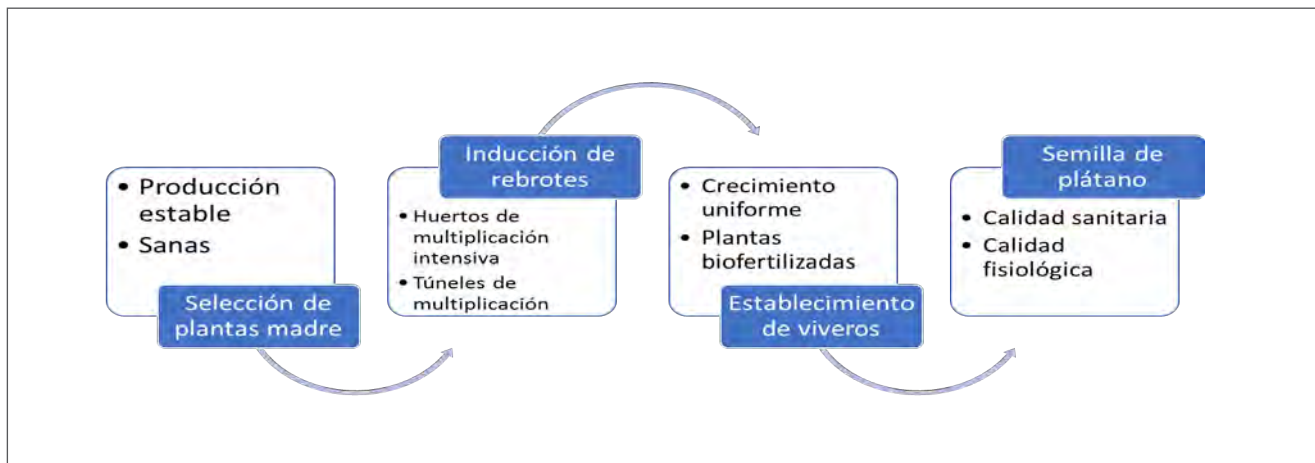 • Producción
estable
• Sanas
Selección de
plantas madre
Inducción de
rebrotes
• Huertos de
multiplicación
intensiva
• Túneles de
multiplicación
• Crecimiento
uniforme
• Plantas
biofertilizadas
Establecimiento
de viveros
Semilla de
plátano
• Calidad sanitaria
• Calidad
fisiológica